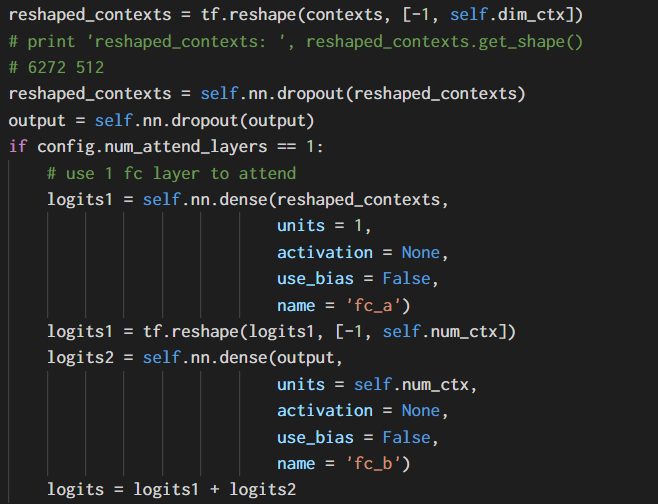 reshaped_contexts = tf.reshape(contexts, [-1, self.dim_ctx])
# print 'reshaped_contexts: ', reshaped_contexts.get_shape()
# 6272 512
reshaped_contexts = self.nn.dropout(reshaped_contexts)
output = self.nn.dropout(output)
if config.num_attend_layers == 1:
    # use 1 fc layer to attend
    logits1 = self.nn.dense(reshaped_contexts,
                            units = 1,
                            activation = None,
                            use_bias = False,
                            name = 'fc_a')
    logits1 = tf.reshape(logits1, [-1, self.num_ctx])
    logits2 = self.nn.dense(output,
                            units = self.num_ctx,
                            activation = None,
                            use_bias = False,
                            name = 'fc_b')
    logits = logits1 + logits2